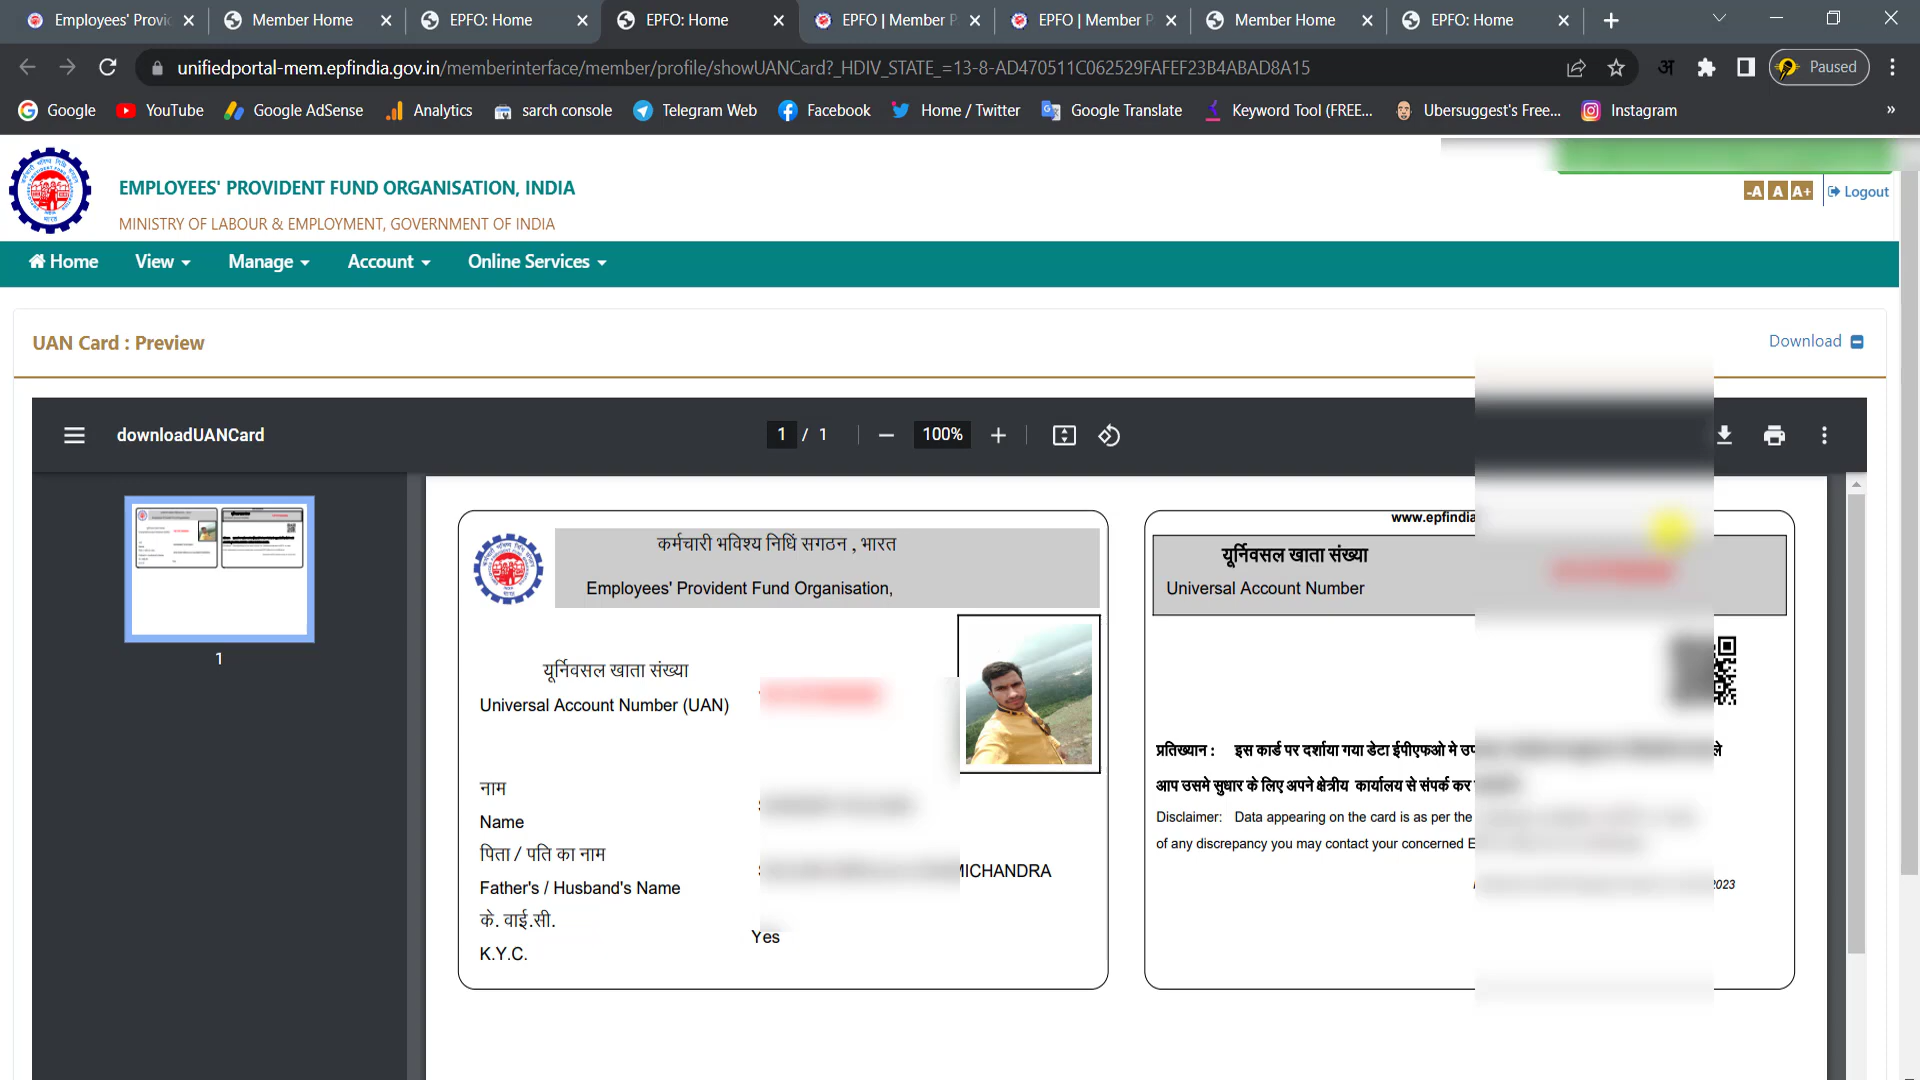 Employees' Provi
Member Home
EPFO: Home
EPFO: Home
EPFO | Member P
EPFO | Member P
Member Home
EPFO: Home
unifiedportal-mem.epfindia.gov.in/memberinterface/member/profile/showUANCard?_HDIV_STATE_=13-8-AD470511C062529FAFEF23B4ABAD8A15
अ
Paused
Google
YouTube
Google AdSense
Analytics
sarch console
Telegram Web
Facebook
Home / Twitter
Google Translate
Keyword Tool (FREE...
Ubersuggest's Free...
Instagram
»
EMPLOYEES' PROVIDENT FUND ORGANISATION, INDIA
MINISTRY OF LABOUR & EMPLOYMENT, GOVERNMENT OF INDIA
-A A A+ Logout
Home View Manage Account Online Services
UAN Card : Preview
Download
downloadUANCard
1 / 1
100%
1
कर्मचारी भविश्य निधिं सगठन , भारत
Employees' Provident Fund Organisation,
यूर्निवसल खाता संख्या
Universal Account Number (UAN)
नाम
Name
पिता / पति का नाम
Father's / Husband's Name
MICHANDRA
के. वाई.सी.
Yes
K.Y.C.
www.epfindia
यूर्निवसल खाता संख्या
Universal Account Number
प्रतिख्यान : इस कार्ड पर दर्शाया गया डेटा ईपीएफओ मे
आप उसमे सुधार के लिए अपने क्षेत्रीय कार्यालय से संपर्क कर
Disclaimer: Data appearing on the card is as per the
of any discrepancy you may contact your concerned
2023